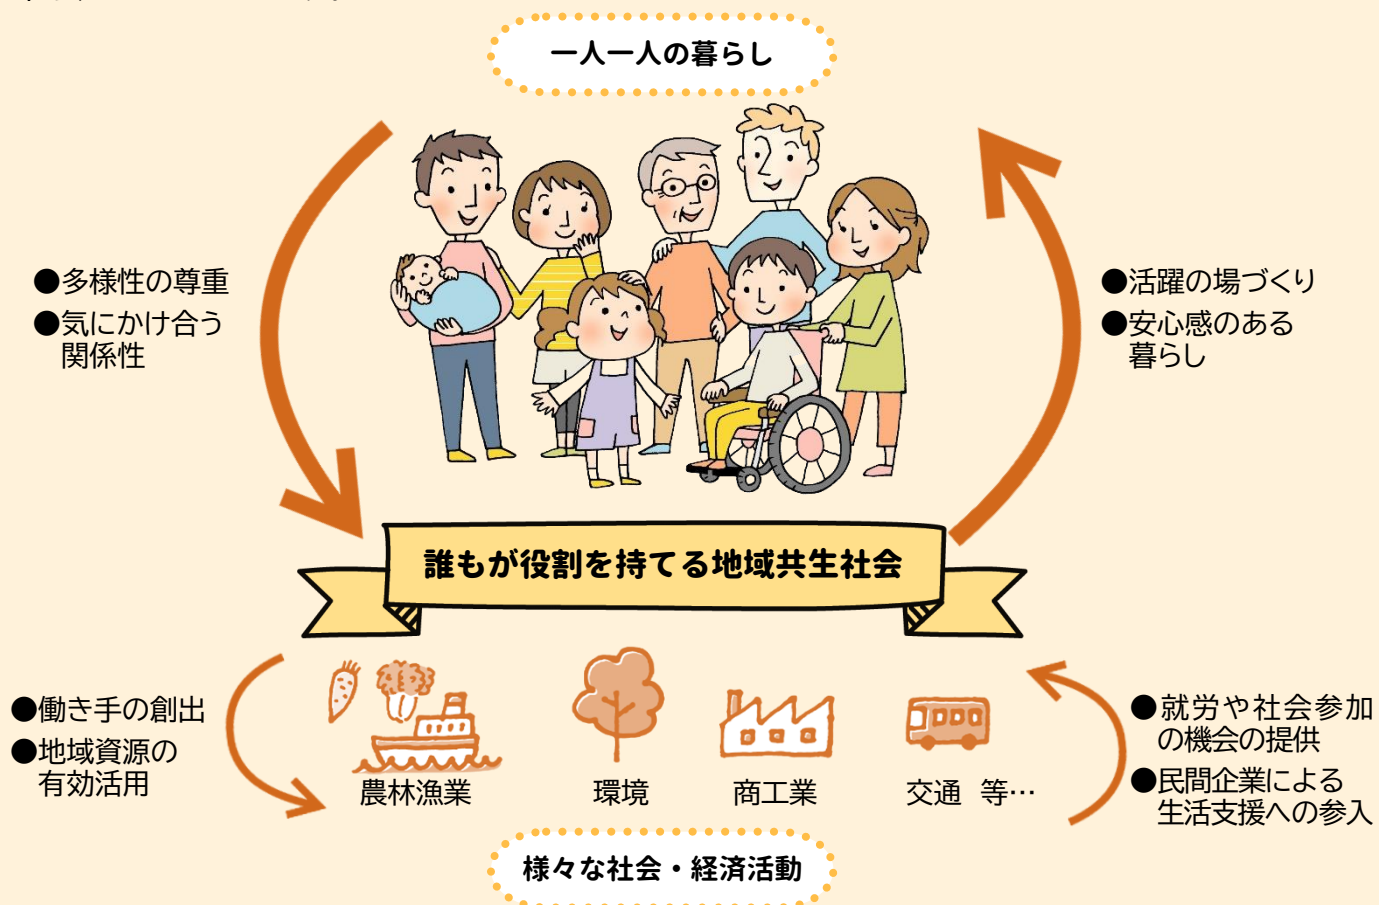 一人一人の暮らし
●多様性の尊重
●気にかけ合う
関係性
●活躍の場づくり
●安心感のある
暮らし
誰もが役割を持てる地域共生社会
●働き手の創出
●地域資源の
有効活用
農林漁業
環境
商工業
交通 等…
●就労や社会参加
の機会の提供
●民間企業による
生活支援への参入
様々な社会・経済活動